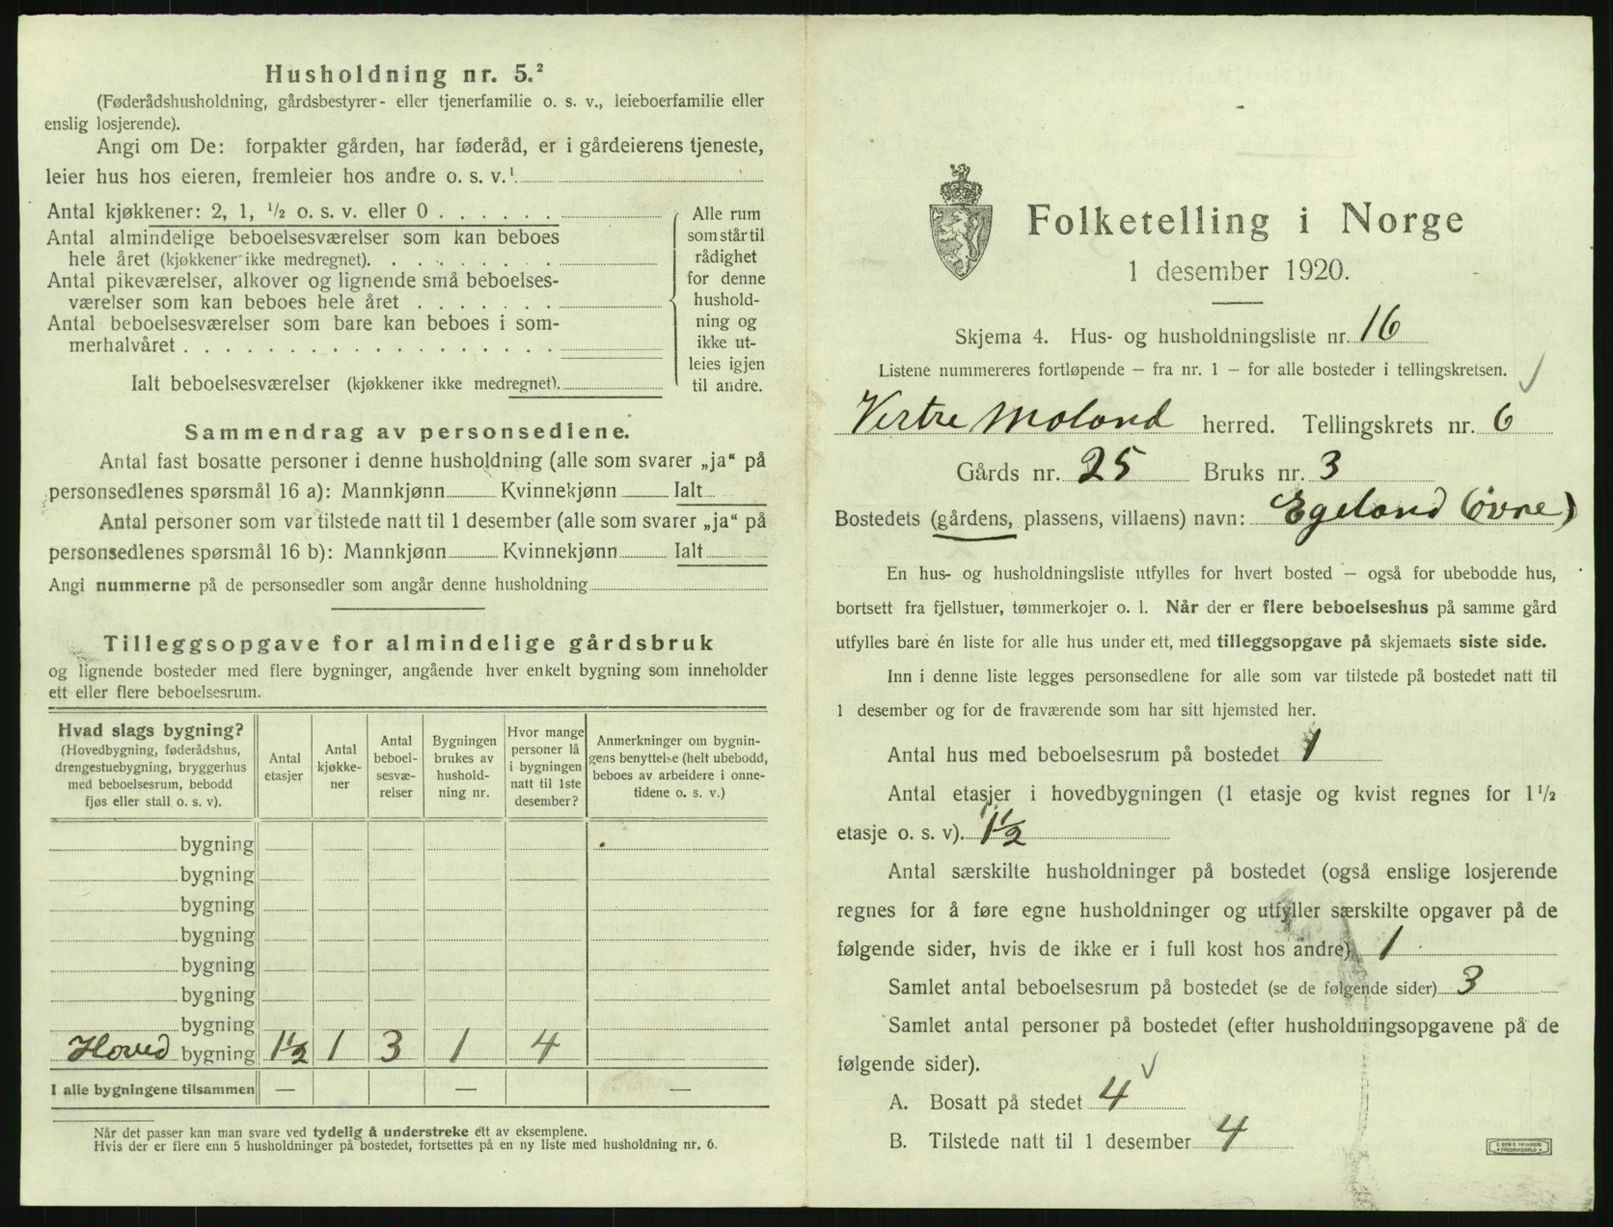 Husholdning nr. 5.²
(Føderådshusholdning, gårdsbestyrer- eller tjenerfamilie o. s. v., leieboerfamilie eller
enslig losjerende).
Angi om De: forpakter gården, har føderåd, er i gårdeierens tjeneste,
leier hus hos eieren, fremleier hos andre o. s. v.¹
Antal kjøkkener: 2, 1, ½ o. s. v. eller 0
Antal almindelige beboelsesværelser som kan beboes
hele året (kjøkkener ikke medregnet).
Antal pikeværelser, alkover og lignende små beboelses-
værelser som kan beboes hele året
Antal beboelsesværelser som bare kan beboes i som-
merhalvåret
Ialt beboelsesværelser (kjøkkener ikke medregnet).
Alle rum
som står til
rådighet
for denne
hushold-
ning og
ikke ut-
leies igjen
til andre.
Sammendrag av personsedlene.
Antal fast bosatte personer i denne husholdning (alle som svarer „ja“ på
personsedlenes spørsmål 16 a): Mannkjønn Kvinnekjønn Ialt
Antal personer som var tilstede natt til 1 desember (alle som svarer „ja“ på
personsedlenes spørsmål 16 b): Mannkjønn Kvinnekjønn Ialt
Angi nummerne på de personsedler som angår denne husholdning
Tilleggsopgave for almindelige gårdsbruk
og lignende bosteder med flere bygninger, angående hver enkelt bygning som inneholder
ett eller flere beboelsesrum.
Hvad slags bygning?
(Hovedbygning, føderådshus,
drengestuebygning, bryggerhus
med beboelsesrum, bebodd
fjøs eller stall o. s. v).
Antal
etasjer
Antal
kjøkke-
ner
Antal
beboel-
sesvæ-
relser
Bygningen
brukes av
hushold-
ning nr.
Hvor mange
personer lå
i bygningen
natt til 1ste
desember?
Anmerkninger om bygnin-
gens benyttelse (helt ubebodd,
beboes av arbeidere i onne-
tidene o. s. v.)
bygning
bygning
bygning
bygning
bygning
bygning
bygning
Hoved bygning 1½ 1 3 1 4
I alle bygningene tilsammen — — —
Når det passer kan man svare ved tydelig å understreke ett av eksemplene.
Hvis der er flere enn 5 husholdninger på bostedet, fortsettes på en ny liste med husholdning nr. 6.
Folketelling i Norge
1 desember 1920.
Skjema 4. Hus- og husholdningsliste nr. 16
Listene nummereres fortløpende – fra nr. 1 – for alle bosteder i tellingskretsen.
Vestre Moland herred. Tellingskrets nr. 6
Gårds nr. 25 Bruks nr. 3
Bostedets (gårdens, plassens, villaens) navn: Egeland (øvre)
En hus- og husholdningsliste utfylles for hvert bosted – også for ubebodde hus,
bortsett fra fjellstuer, tømmerkojer o. l. Når der er flere beboelseshus på samme gård
utfylles bare én liste for alle hus under ett, med tilleggsopgave på skjemaets siste side.
Inn i denne liste legges personsedlene for alle som var tilstede på bostedet natt til
1 desember og for de fraværende som har sitt hjemsted her.
Antal hus med beboelsesrum på bostedet 1
Antal etasjer i hovedbygningen (1 etasje og kvist regnes for 1½
etasje o. s. v). 1½
Antal særskilte husholdninger på bostedet (også enslige losjerende
regnes for å føre egne husholdninger og utfyller særskilte opgaver på de
følgende sider, hvis de ikke er i full kost hos andre) 1
Samlet antal beboelsesrum på bostedet (se de følgende sider) 3
Samlet antal personer på bostedet (efter husholdningsopgavene på de
følgende sider).
A. Bosatt på stedet 4
B. Tilstede natt til 1 desember 4